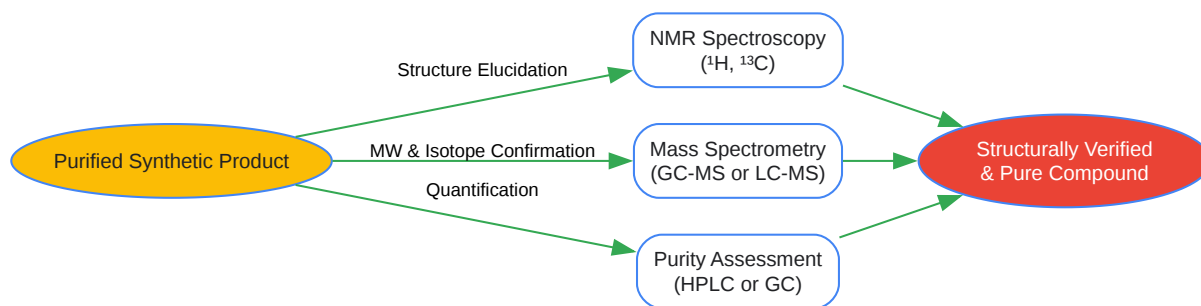 NMR Spectroscopy
(¹H, ¹³C)
Structure Elucidation
Purified Synthetic Product
MW & Isotope Confirmation
Mass Spectrometry
(GC-MS or LC-MS)
Structurally Verified
& Pure Compound
Quantification
Purity Assessment
(HPLC or GC)